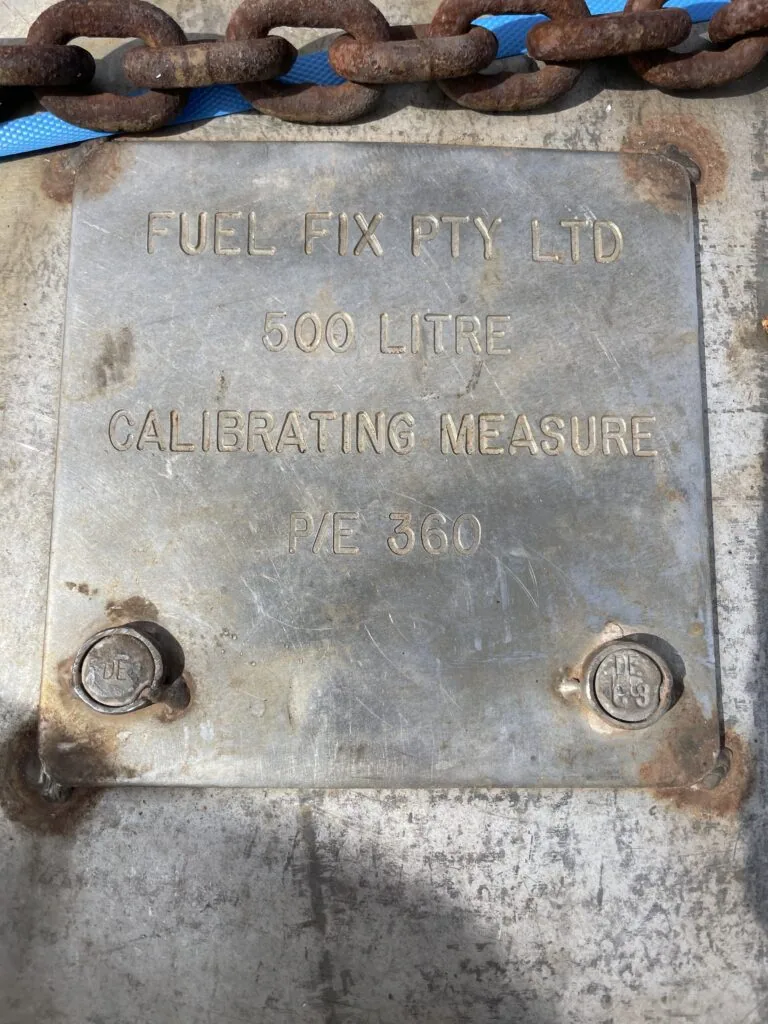 FUEL FIX PTY LTD
500 LITRE
CALIBRATING MEASURE
P/E 360
DE
DE